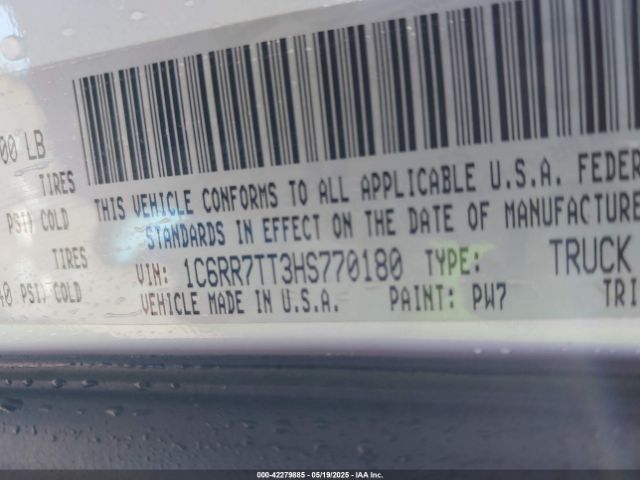 00 LB
TIRES
PSI) COLD
TIRES
40 PSI) COLD
THIS VEHICLE CONFORMS TO ALL APPLICABLE U.S.A. FEDER
STANDARDS IN EFFECT ON THE DATE OF MANUFACTURE
VIN: 1C6RR7TT3HS770180 TYPE: TRUCK
VEHICLE MADE IN U.S.A. PAINT: PW7 TRI
000-42279885 - 05/19/2025 - IAA Inc.